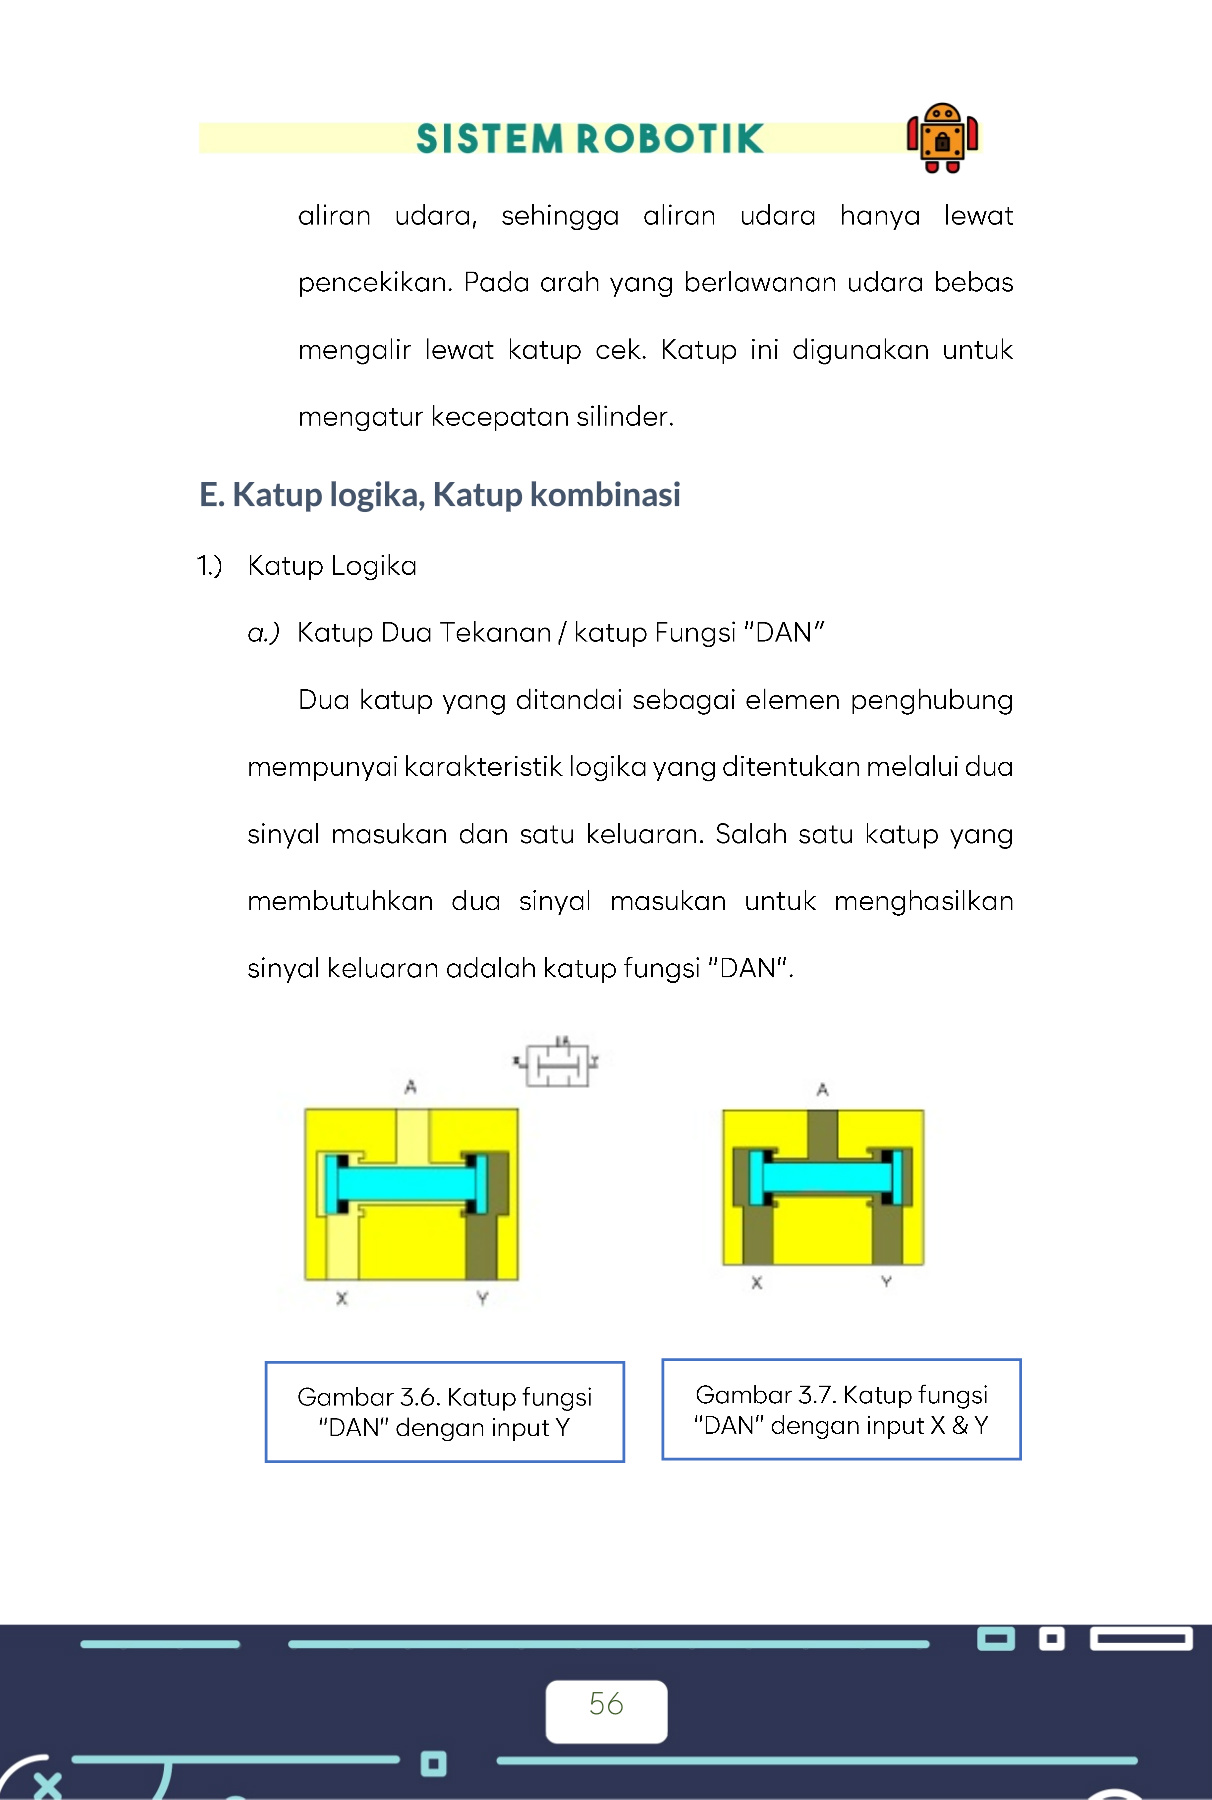 SISTEM ROBOTIK
aliran udara, sehingga aliran udara hanya lewat
pencekikan. Pada arah yang berlawanan udara bebas
mengalir lewat katup cek. Katup ini digunakan untuk
mengatur kecepatan silinder.
E. Katup logika, Katup kombinasi
1.) Katup Logika
a.) Katup Dua Tekanan / katup Fungsi "DAN"
Dua katup yang ditandai sebagai elemen penghubung
mempunyai karakteristik logika yang ditentukan melalui dua
sinyal masukan dan satu keluaran. Salah satu katup yang
membutuhkan dua sinyal masukan untuk menghasilkan
sinyal keluaran adalah katup fungsi "DAN".
A
X Y
A
A
X Y
X Y
Gambar 3.6. Katup fungsi
"DAN" dengan input Y
Gambar 3.7. Katup fungsi
"DAN" dengan input X & Y
56